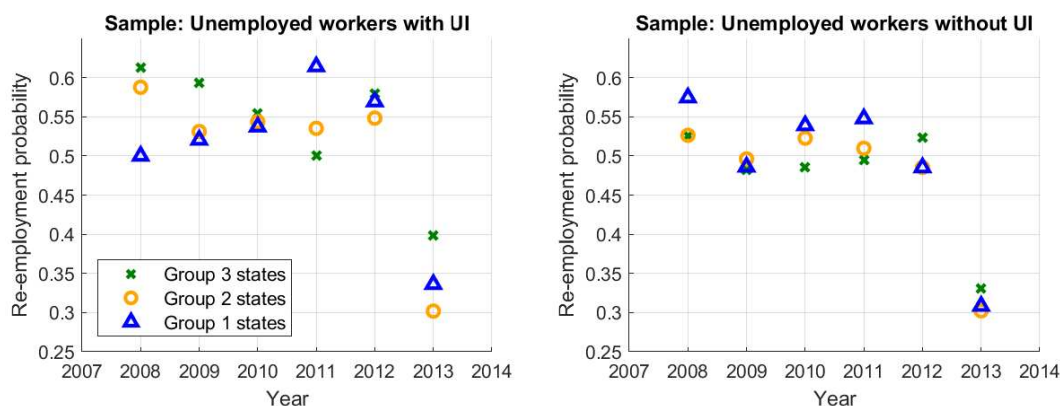 Sample: Unemployed workers with UI
Re-employment probability
0.6
0.55
0.5
0.45
0.4
0.35
0.3
0.25
Group 3 states
Group 2 states
Group 1 states
2007 2008 2009 2010 2011 2012 2013 2014
Year
Sample: Unemployed workers without UI
Re-employment probability
0.6
0.55
0.5
0.45
0.4
0.35
0.3
0.25
2007 2008 2009 2010 2011 2012 2013 2014
Year